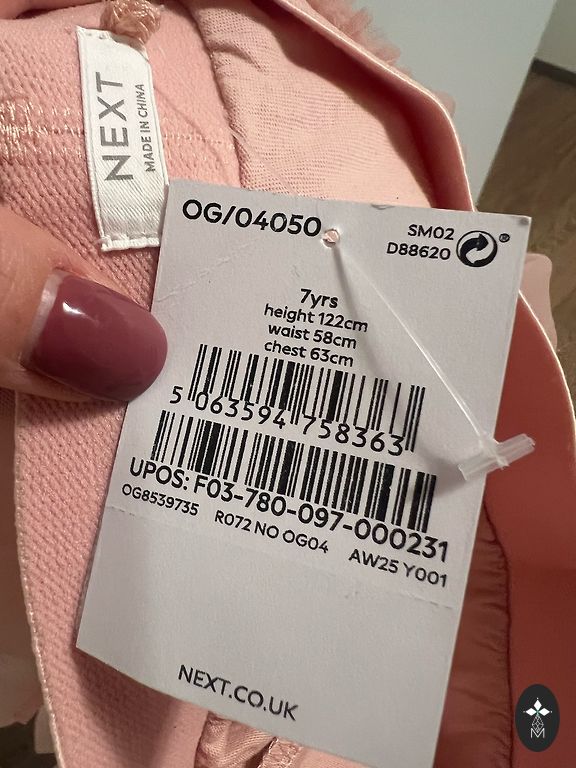 NEXT
MADE IN CHINA
OG/04050
SM02
D88620
7yrs
height 122cm
waist 58cm
chest 63cm
5 063594 758363
UPOS: F03-780-097-000231
OG8539735 R072 NO OG04 AW25 Y001
NEXT.CO.UK